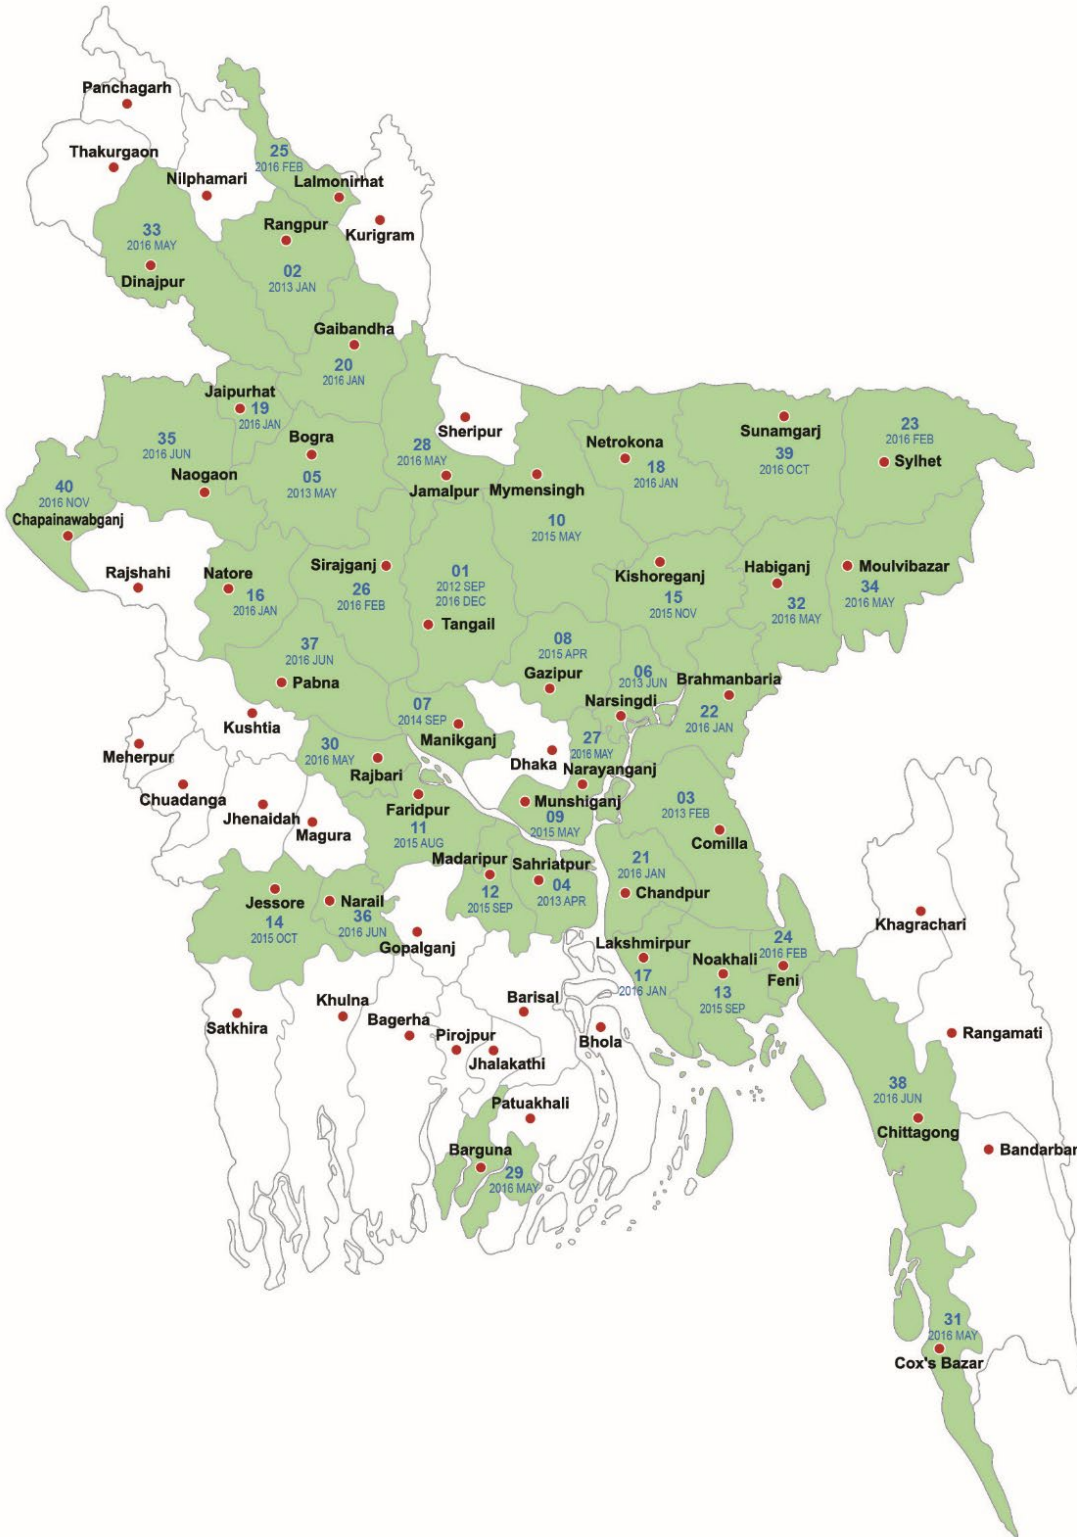 Panchagarh
Thakurgaon
25
2016 FEB
Nilphamari
Lalmonirhat
Kurigram
Rangpur
33
2016 MAY
Dinajpur
02
2013 JAN
Gaibandha
20
2016 JAN
Jaipurhat
19
2016 JAN
Sheripur
35
2016 JUN
Naogaon
Bogra
05
2013 MAY
28
2016 MAY
Jamalpur
Mymensingh
10
2015 MAY
Netrokona
18
2016 JAN
Sunamgarj
39
2016 OCT
23
2016 FEB
Sylhet
40
2016 NOV
Chapainawabganj
Rajshahi
Natore
16
2016 JAN
Sirajganj
26
2016 FEB
01
2012 SEP
2016 DEC
Tangail
Kishoreganj
15
2015 NOV
Habiganj
32
2016 MAY
Moulvibazar
34
2016 MAY
37
2016 JUN
Pabna
08
2015 APR
Gazipur
06
2013 JUN
Narsingdi
Brahmanbaria
22
2016 JAN
07
2014 SEP
Manikganj
Kushtia
Meherpur
30
2016 MAY
Rajbari
Dhaka
27
2016 MAY
Narayanganj
Chuadanga
Jhenaidah
Magura
Faridpur
11
2015 AUG
Munshiganj
09
2015 MAY
03
2013 FEB
Comilla
Madaripur
12
2015 SEP
Sahriatpur
04
2013 APR
21
2016 JAN
Chandpur
Jessore
14
2015 OCT
Narail
36
2016 JUN
Gopalganj
Lakshmirpur
17
2016 JAN
Noakhali
13
2015 SEP
24
2016 FEB
Feni
Khagrachari
Satkhira
Khulna
Bagerha
Pirojpur
Barisal
Jhalakathi
Bhola
Rangamati
Patuakhali
Barguna
29
2016 MAY
38
2016 JUN
Chittagong
Bandarban
31
2016 MAY
Cox's Bazar